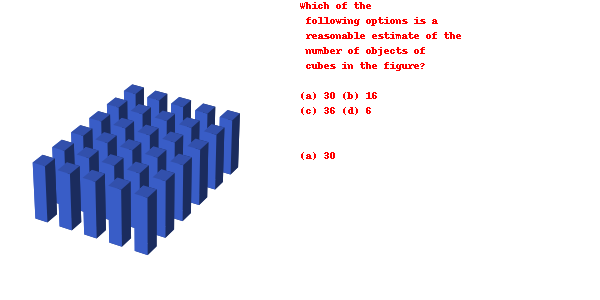 Which of the
following options is a
reasonable estimate of the
number of objects of
cubes in the figure?
(a) 30 (b) 16
(c) 36 (d) 6
(a) 30